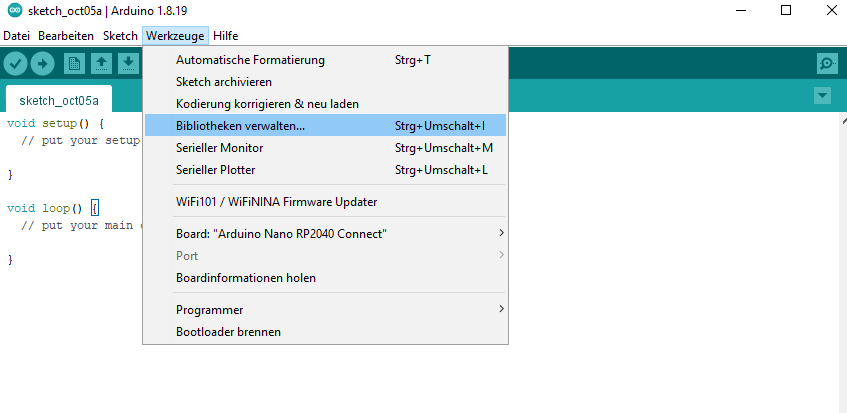 sketch_oct05a | Arduino 1.8.19
Datei Bearbeiten Sketch Werkzeuge Hilfe
Automatische Formatierung Strg+T
Sketch archivieren
Kodierung korrigieren & neu laden
Bibliotheken verwalten... Strg+Umschalt+I
Serieller Monitor Strg+Umschalt+M
Serieller Plotter Strg+Umschalt+L
WiFi101 / WiFiNINA Firmware Updater
Board: "Arduino Nano RP2040 Connect"
Port
Boardinformationen holen
Programmer
Bootloader brennen
sketch_oct05a
void setup() {
// put your setup
}
void loop() {
// put your main
}